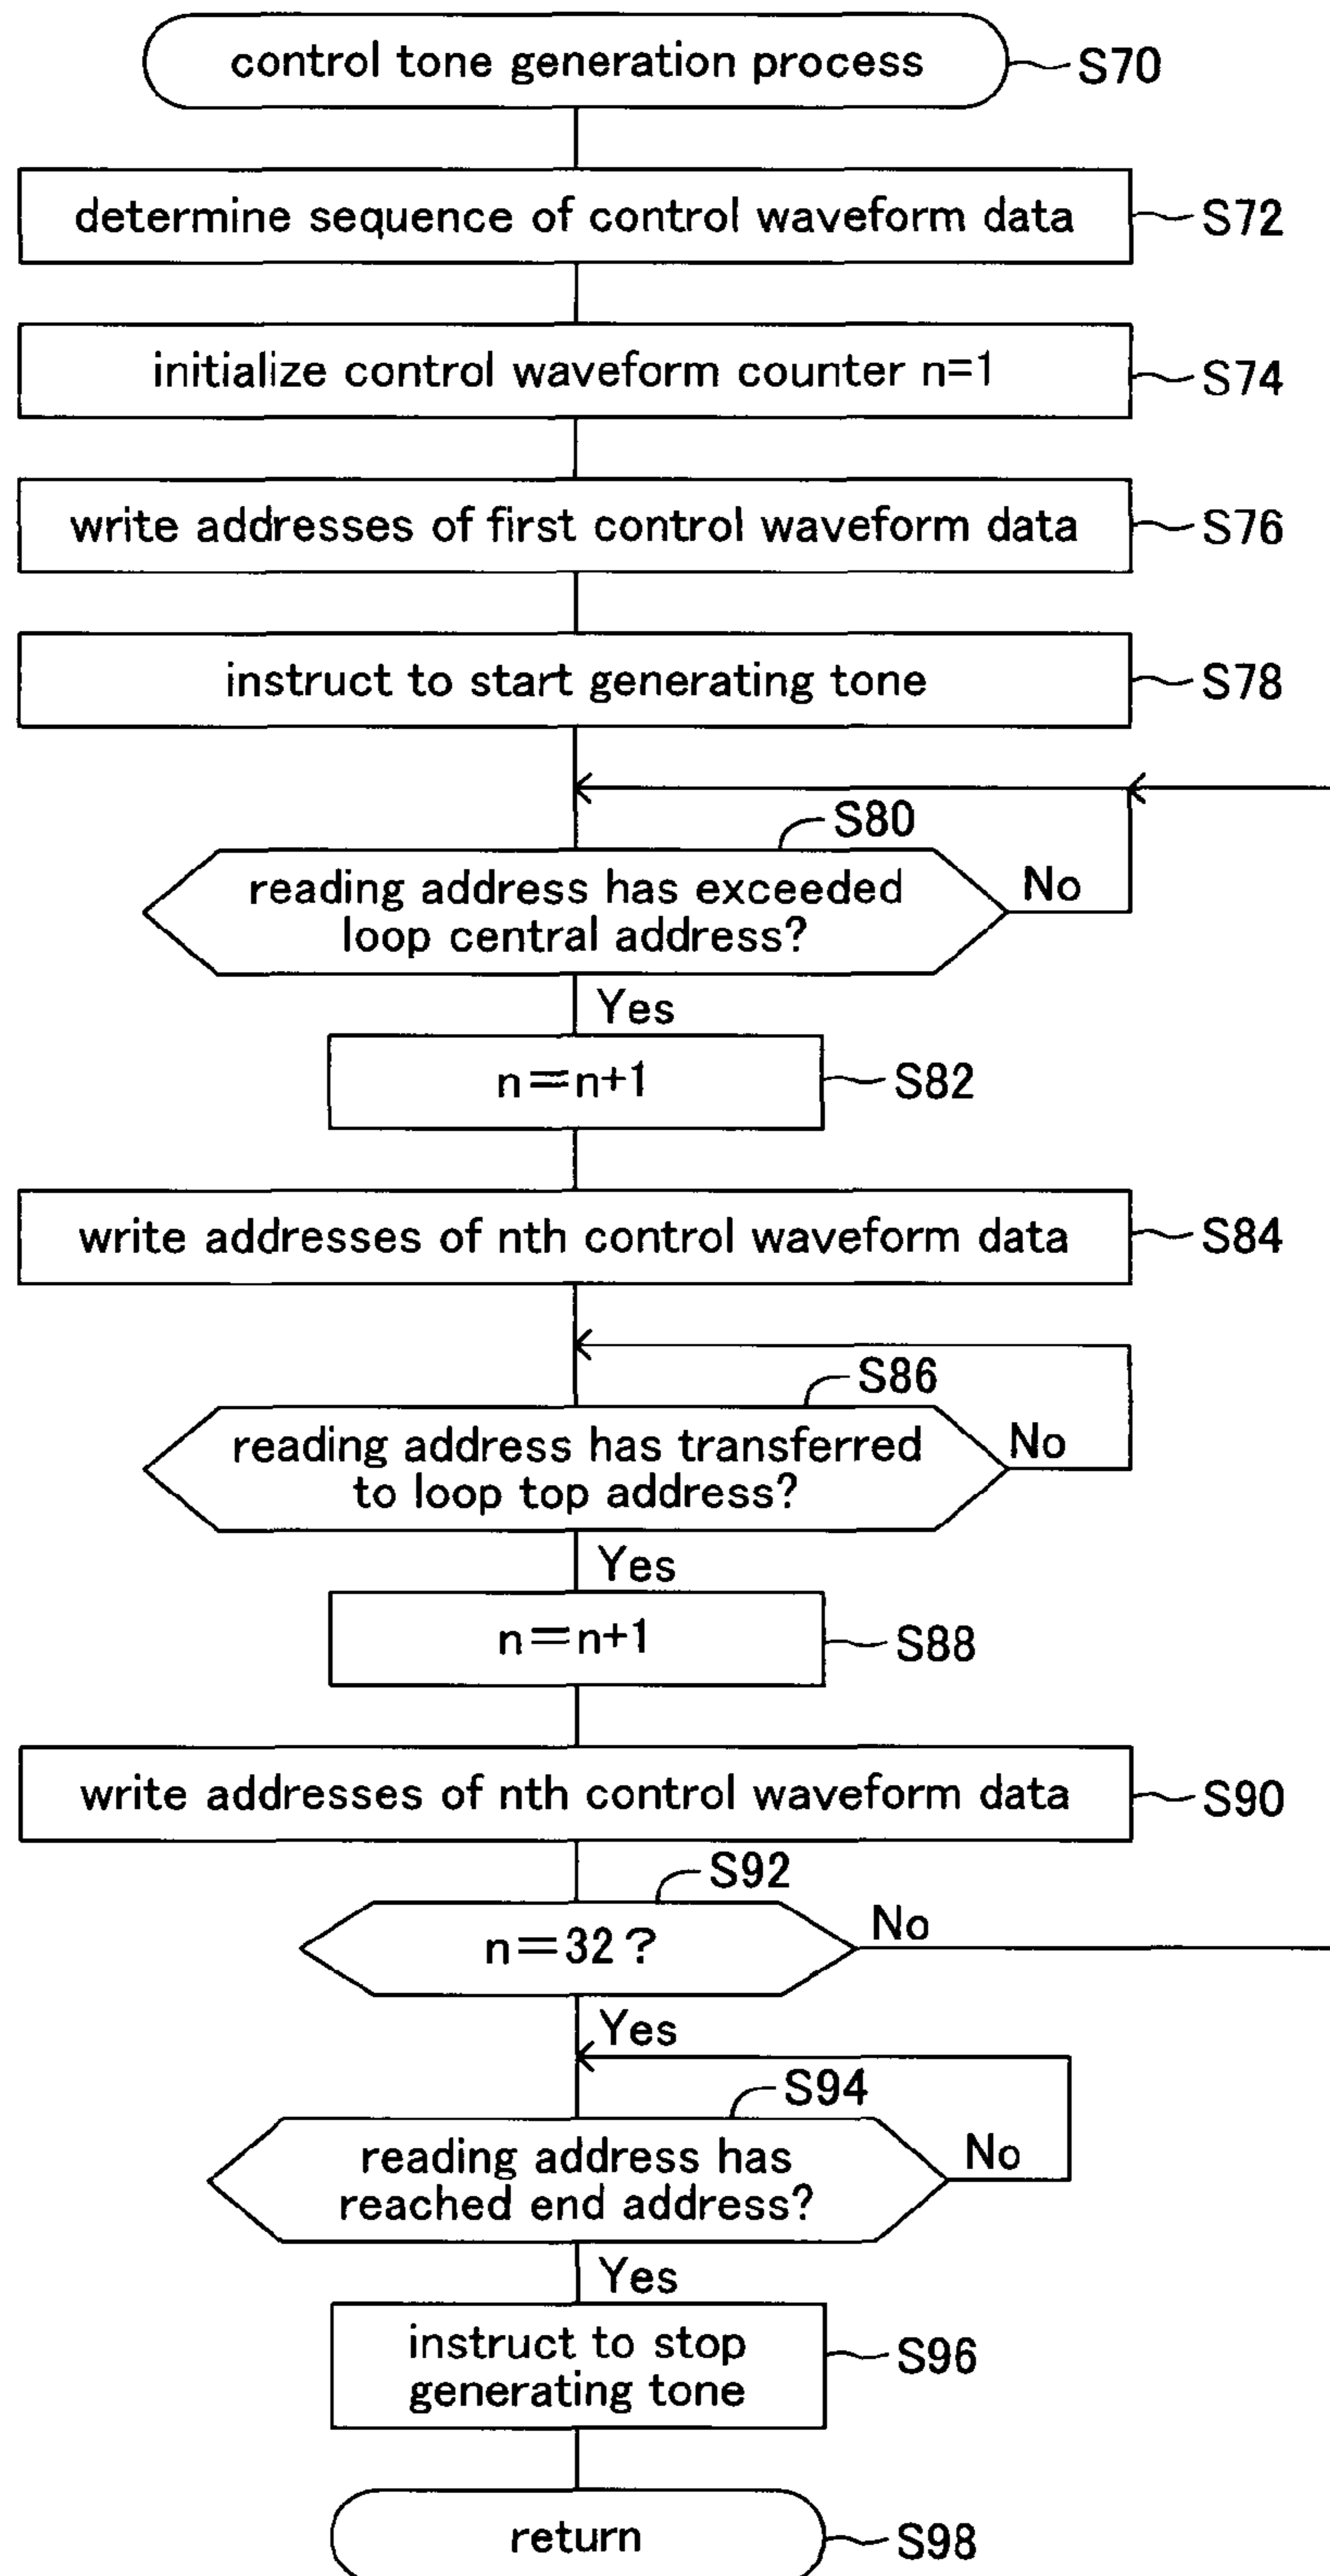 control tone generation process
S70
determine sequence of control waveform data
S72
initialize control waveform counter n=1
S74
write addresses of first control waveform data
S76
instruct to start generating tone
S78
S80
reading address has exceeded
loop central address?
No
Yes
n=n+1
S82
write addresses of nth control waveform data
S84
S86
reading address has transferred
to loop top address?
No
Yes
n=n+1
S88
write addresses of nth control waveform data
S90
S92
n=32?
No
Yes
S94
reading address has
reached end address?
No
Yes
instruct to stop
generating tone
S96
return
S98